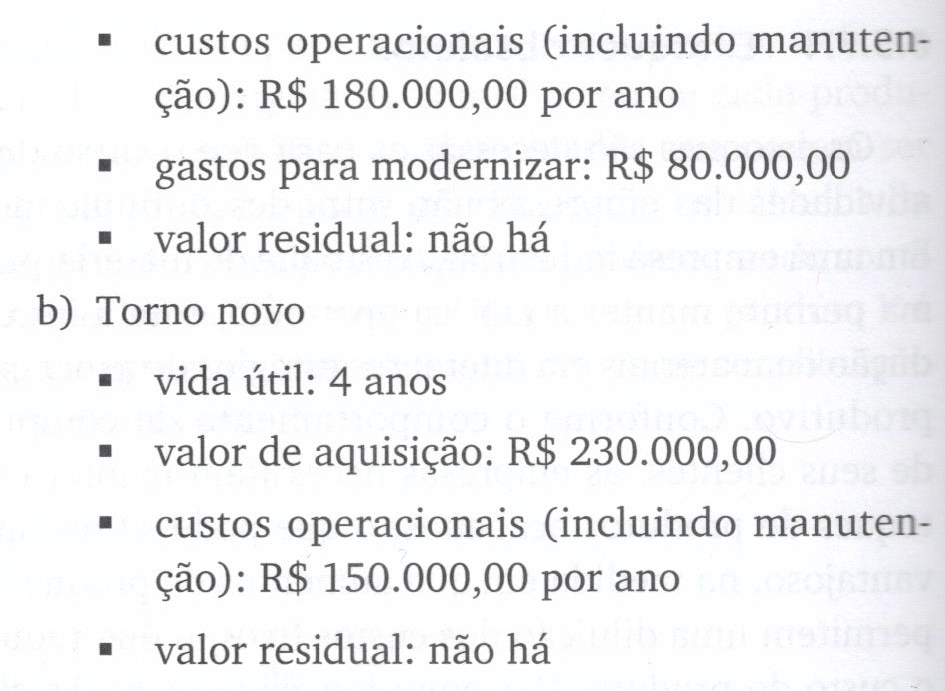 ▪ custos operacionais (incluindo manuten-
ção): R$ 180.000,00 por ano
▪ gastos para modernizar: R$ 80.000,00
▪ valor residual: não há
b) Torno novo
▪ vida útil: 4 anos
▪ valor de aquisição: R$ 230.000,00
▪ custos operacionais (incluindo manuten-
ção): R$ 150.000,00 por ano
▪ valor residual: não há